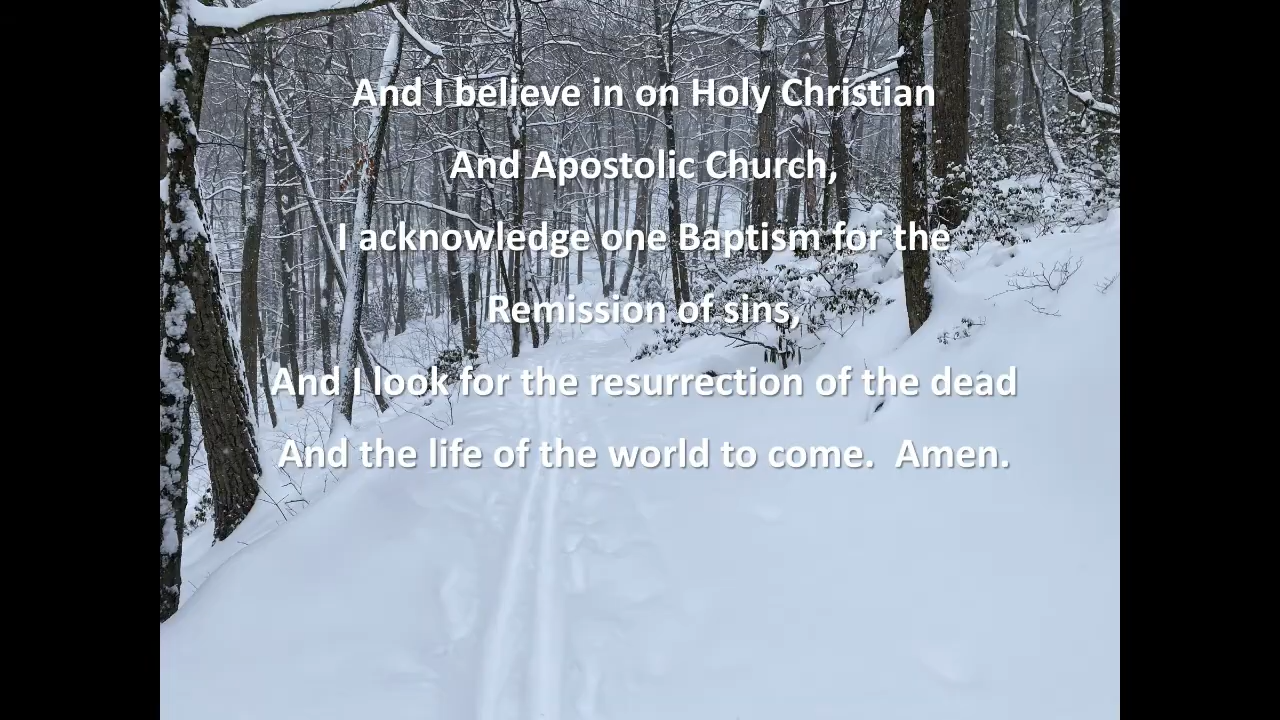 And I believe in on Holy Christian
And Apostolic Church,
I acknowledge one Baptism for the
Remission of sins,
And I look for the resurrection of the dead
And the life of the world to come.  Amen.